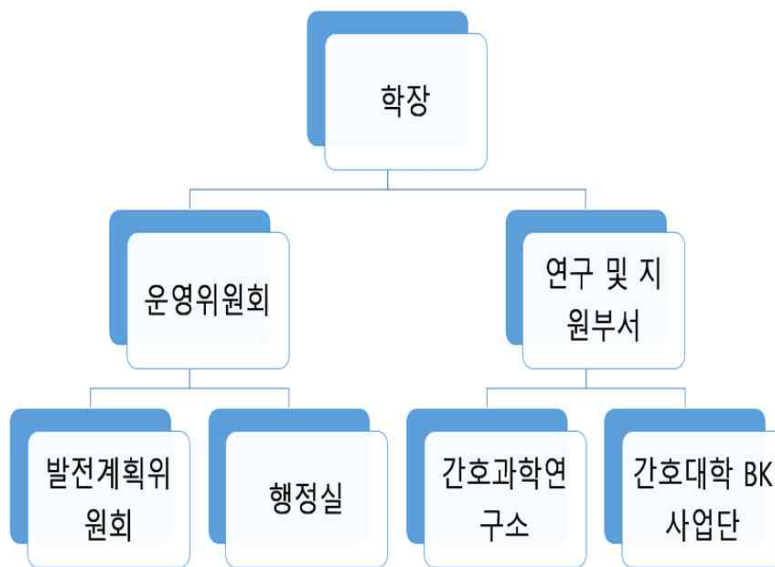 학장
운영위원회
연구 및 지
원부서
발전계획위
원회
행정실
간호과학연
구소
간호대학 BK
사업단